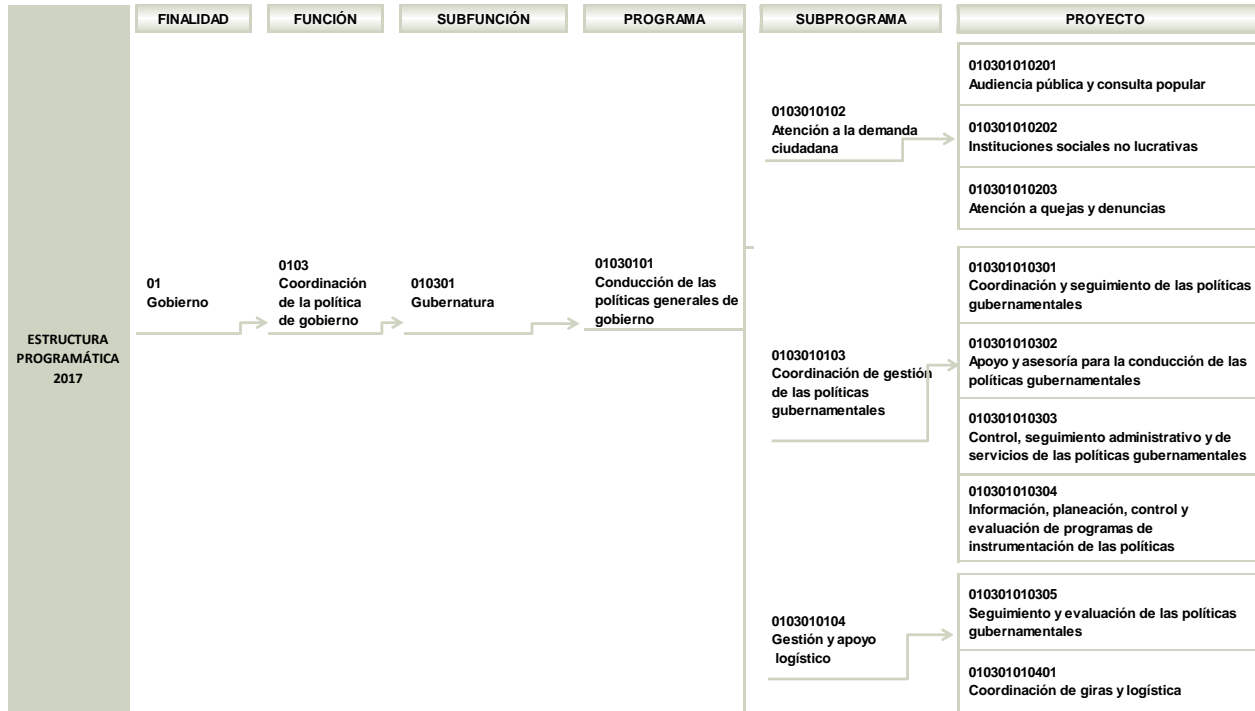 FINALIDAD
FUNCIÓN
SUBFUNCIÓN
PROGRAMA
SUBPROGRAMA
PROYECTO
ESTRUCTURA
PROGRAMÁTICA
2017
01
Gobierno
0103
Coordinación
de la política
de gobierno
010301
Gubernatura
01030101
Conducción de las
políticas generales de
gobierno
0103010102
Atención a la demanda
ciudadana
010301010201
Audiencia pública y consulta popular
010301010202
Instituciones sociales no lucrativas
010301010203
Atención a quejas y denuncias
0103010103
Coordinación de gestión
de las políticas
gubernamentales
010301010301
Coordinación y seguimiento de las políticas
gubernamentales
010301010302
Apoyo y asesoría para la conducción de las
políticas gubernamentales
010301010303
Control, seguimiento administrativo y de
servicios de las políticas gubernamentales
010301010304
Información, planeación, control y
evaluación de programas de
instrumentación de las políticas
0103010104
Gestión y apoyo
logístico
010301010305
Seguimiento y evaluación de las políticas
gubernamentales
010301010401
Coordinación de giras y logística